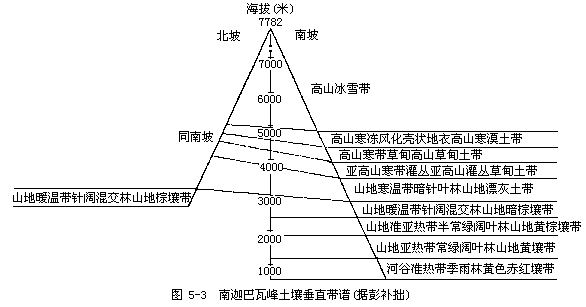 海拔(米)
7782
北坡
南坡
7000
高山冰雪带
6000
5000
同南坡
高山寒冻风化壳状地衣高山寒漠土带
高山寒带草甸高山草甸土带
4000
亚高山寒带灌丛亚高山灌丛草甸土带
山地寒温带暗针叶林山地漂灰土带
山地暖温带针阔混交林山地棕壤带
3000
山地暖温带针阔混交林山地暗棕壤带
山地准亚热带半常绿阔叶林山地黄棕壤带
2000
山地亚热带常绿阔叶林山地黄壤带
1000
河谷准热带季雨林黄色赤红壤带
图 5-3 南迦巴瓦峰土壤垂直带谱(据彭补拙)